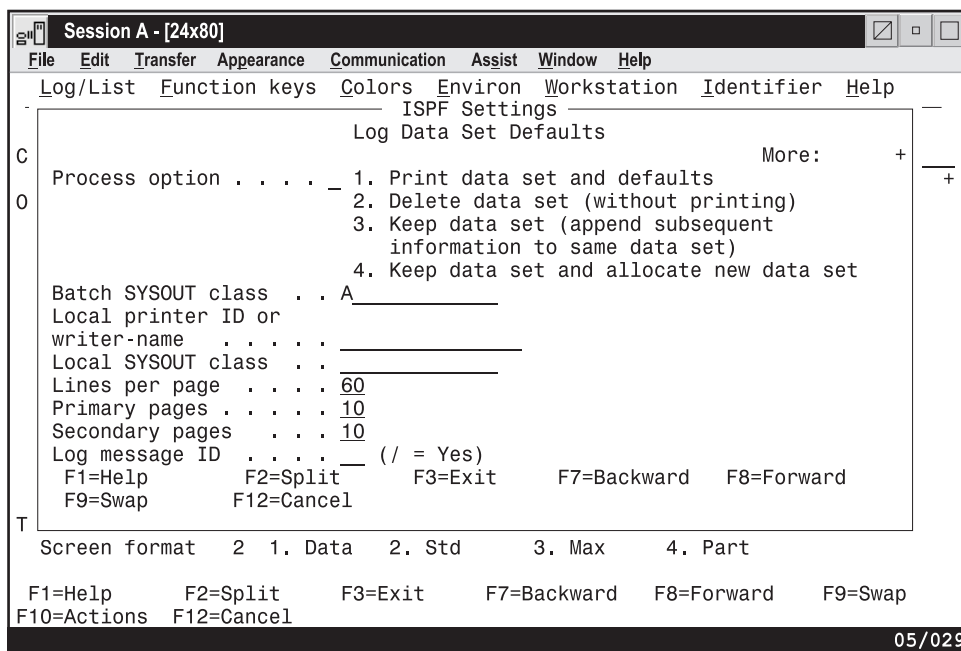 Session A - [24x80]
File Edit Transfer Appearance Communication Assist Window Help
Log/List Function keys Colors Environ Workstation Identifier Help
ISPF Settings
Log Data Set Defaults
C More: +
Process option . . . . _ 1. Print data set and defaults +
O 2. Delete data set (without printing)
3. Keep data set (append subsequent
information to same data set)
4. Keep data set and allocate new data set
Batch SYSOUT class . . A
Local printer ID or
writer-name . . . . .
Local SYSOUT class . .
Lines per page . . . . 60
Primary pages . . . . . 10
Secondary pages . . . 10
Log message ID . . . . __ (/ = Yes)
F1=Help F2=Split F3=Exit F7=Backward F8=Forward
F9=Swap F12=Cancel
T
Screen format 2 1. Data 2. Std 3. Max 4. Part
F1=Help F2=Split F3=Exit F7=Backward F8=Forward F9=Swap
F10=Actions F12=Cancel
05/029